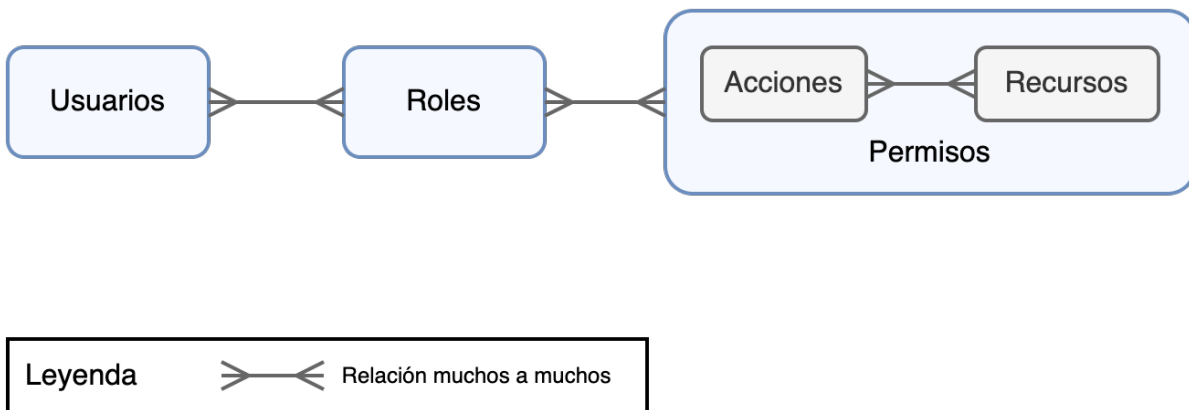 Usuarios
Roles
Acciones
Recursos
Permisos
Leyenda
Relación muchos a muchos